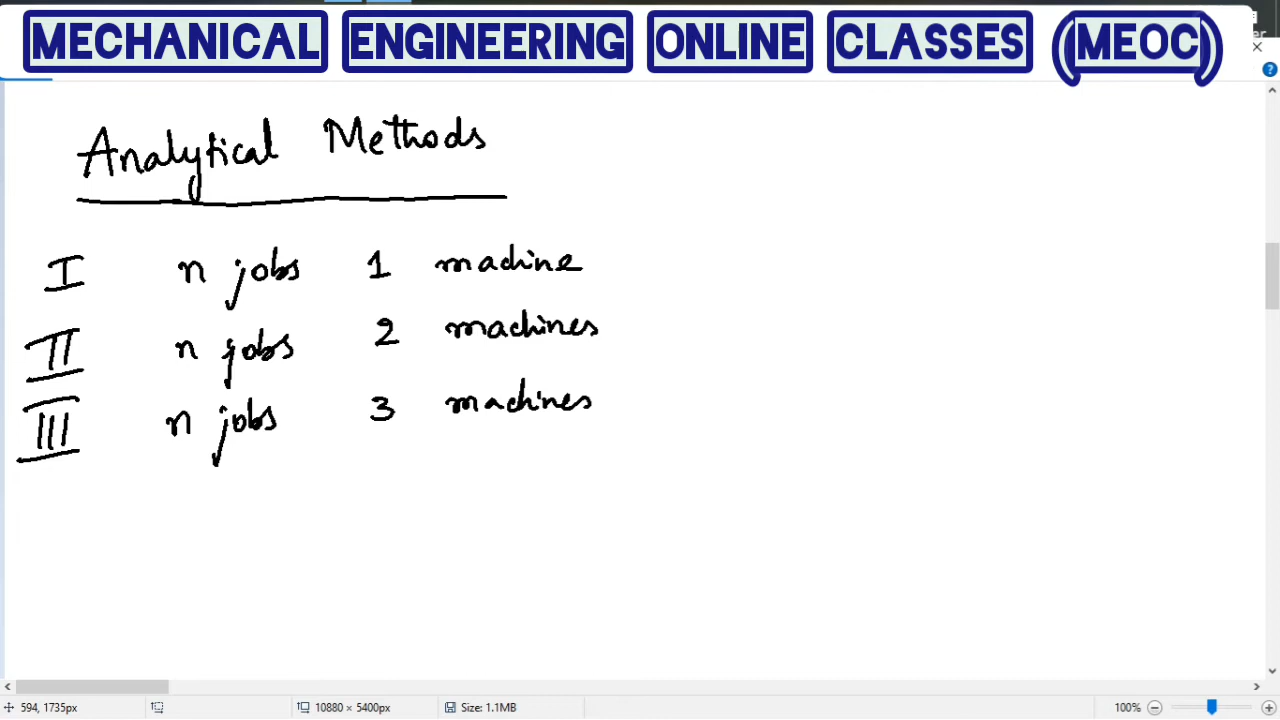 MECHANICAL ENGINEERING ONLINE CLASSES (MEOC)
Analytical Methods
I n jobs 1 machine
II n jobs 2 machines
III n jobs 3 machines
594, 1735px 10880 × 5400px Size: 1.1MB 100%